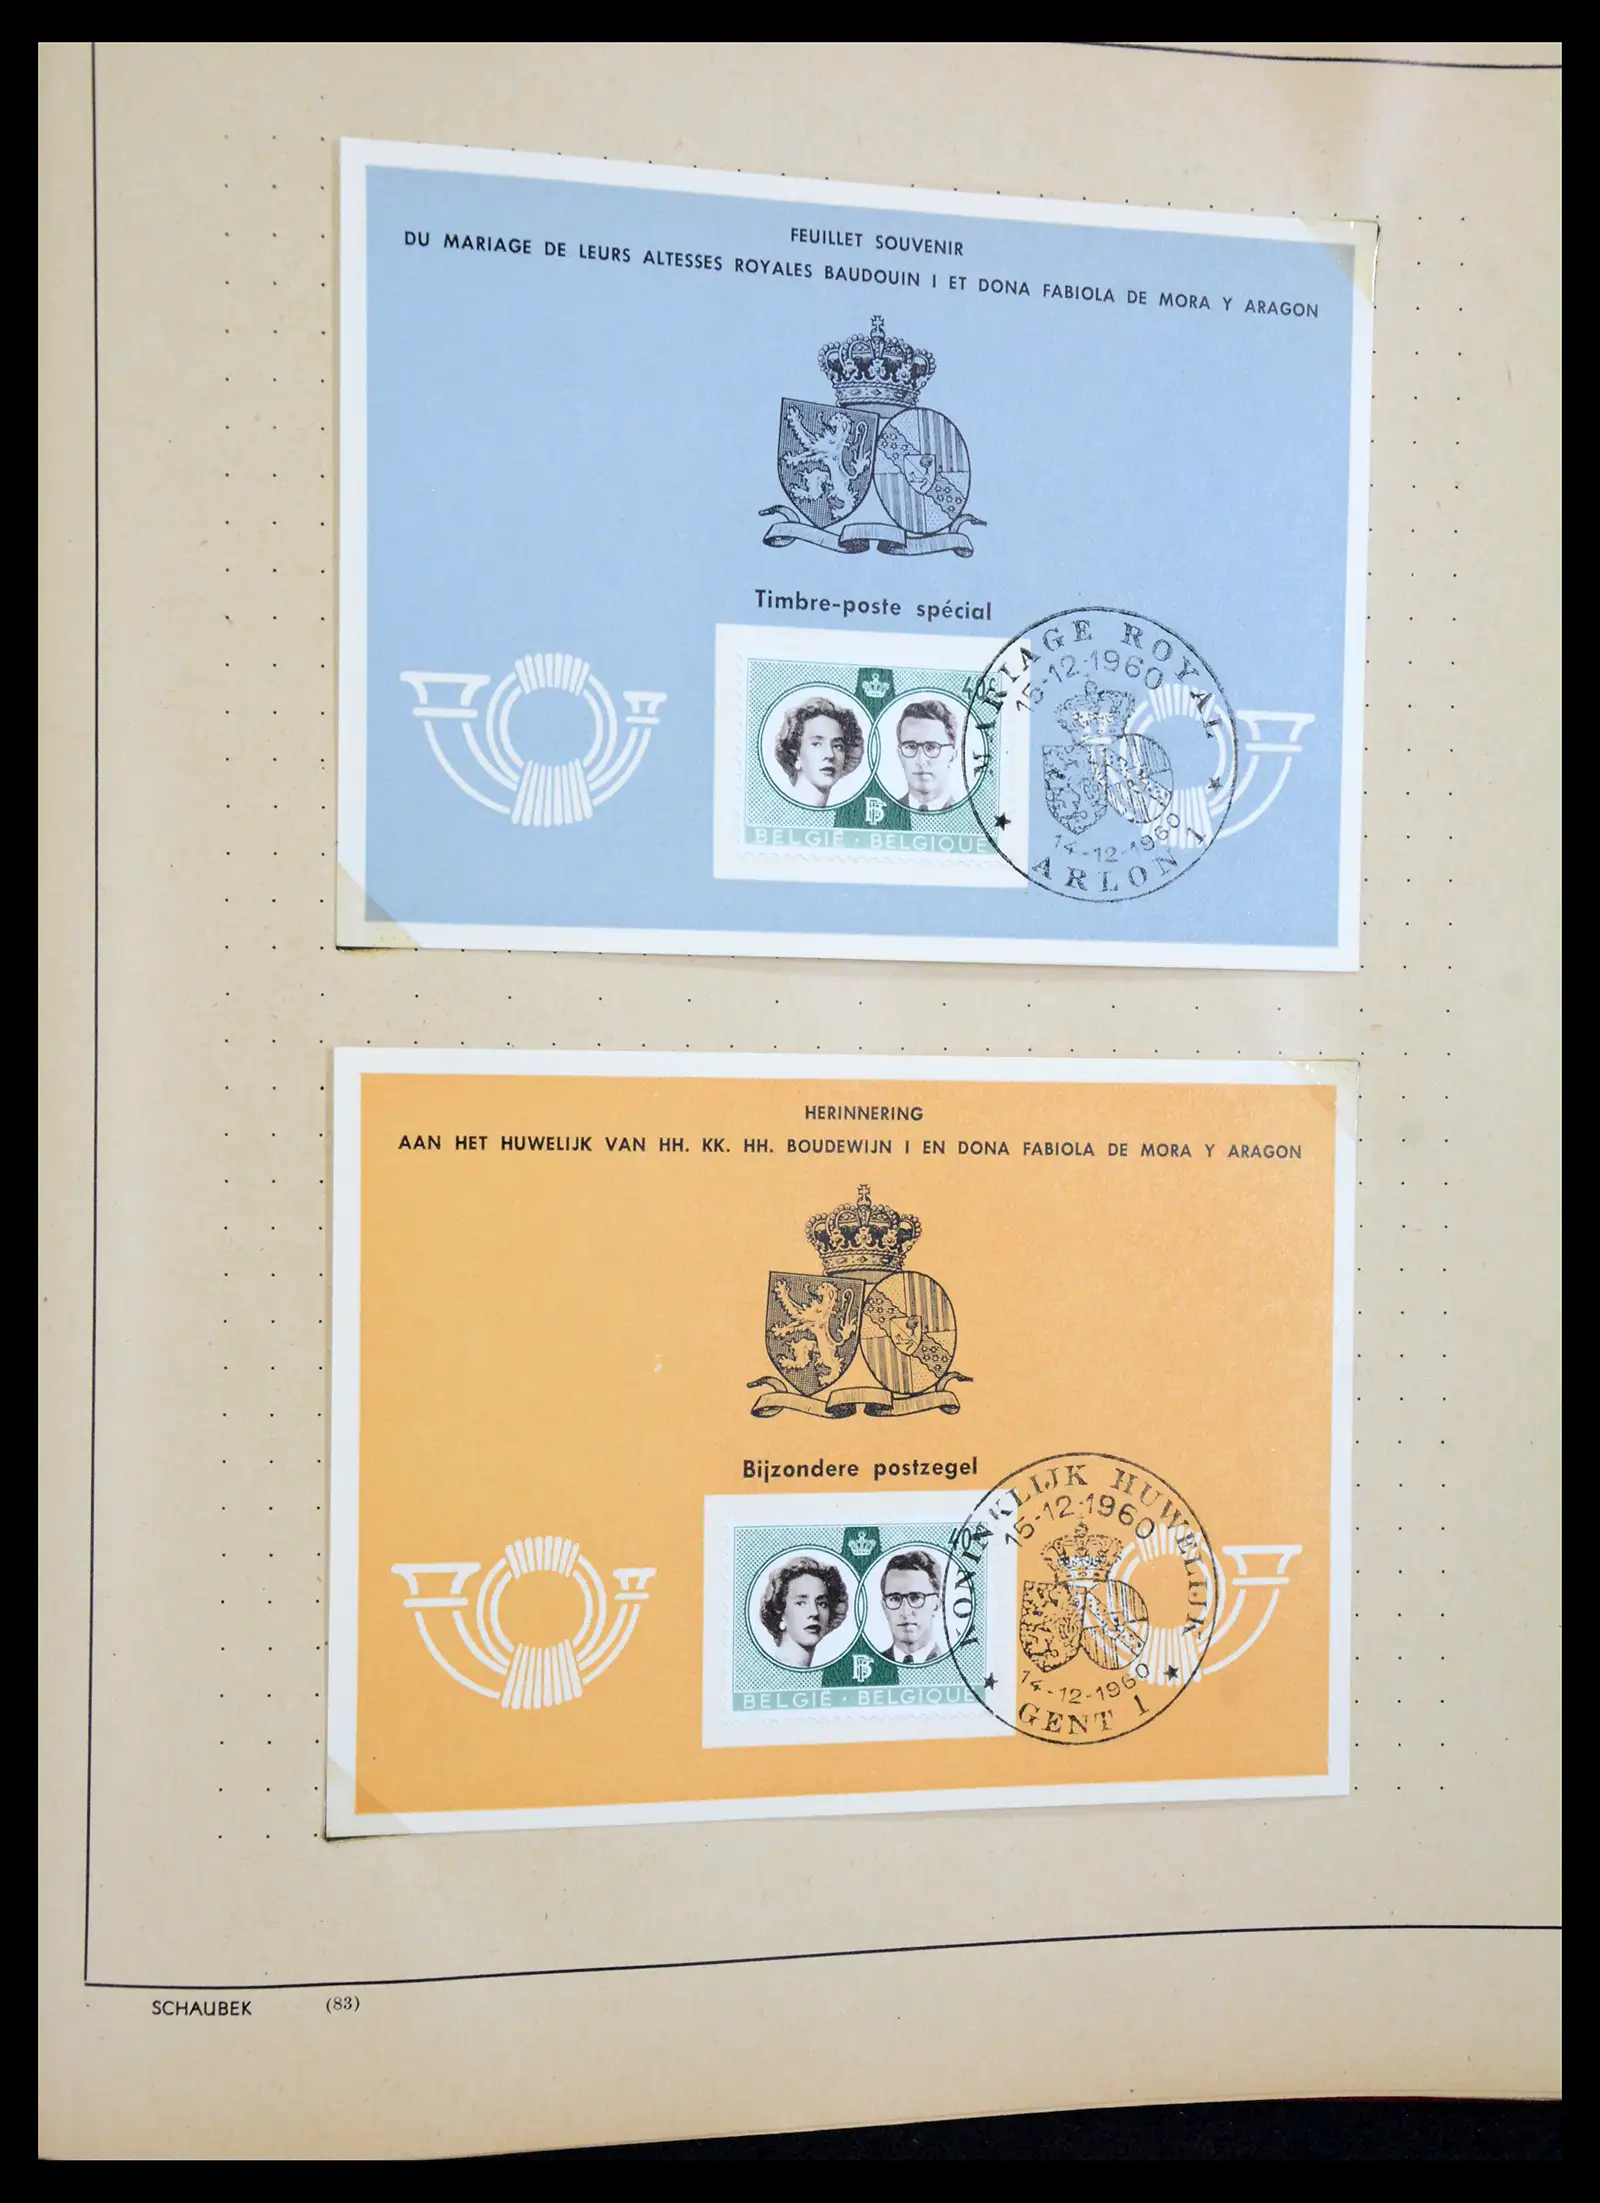 FEUILLET SOUVENIR
DU MARIAGE DE LEURS ALTESSES ROYALES BAUDOUIN I ET DONA FABIOLA DE MORA Y ARAGON
Timbre-poste spécial
40c
BELGIË · BELGIQUE
MARIAGE ROYAL
15-12-1960
14-12-1960
ARLON 1
HERINNERING
AAN HET HUWELIJK VAN HH. KK. HH. BOUDEWIJN I EN DONA FABIOLA DE MORA Y ARAGON
Bijzondere postzegel
BELGIË · BELGIQUE
KONINKLIJK HUWELIJK
15-12-1960
14-12-1960
GENT 1
SCHAUBEK (83)